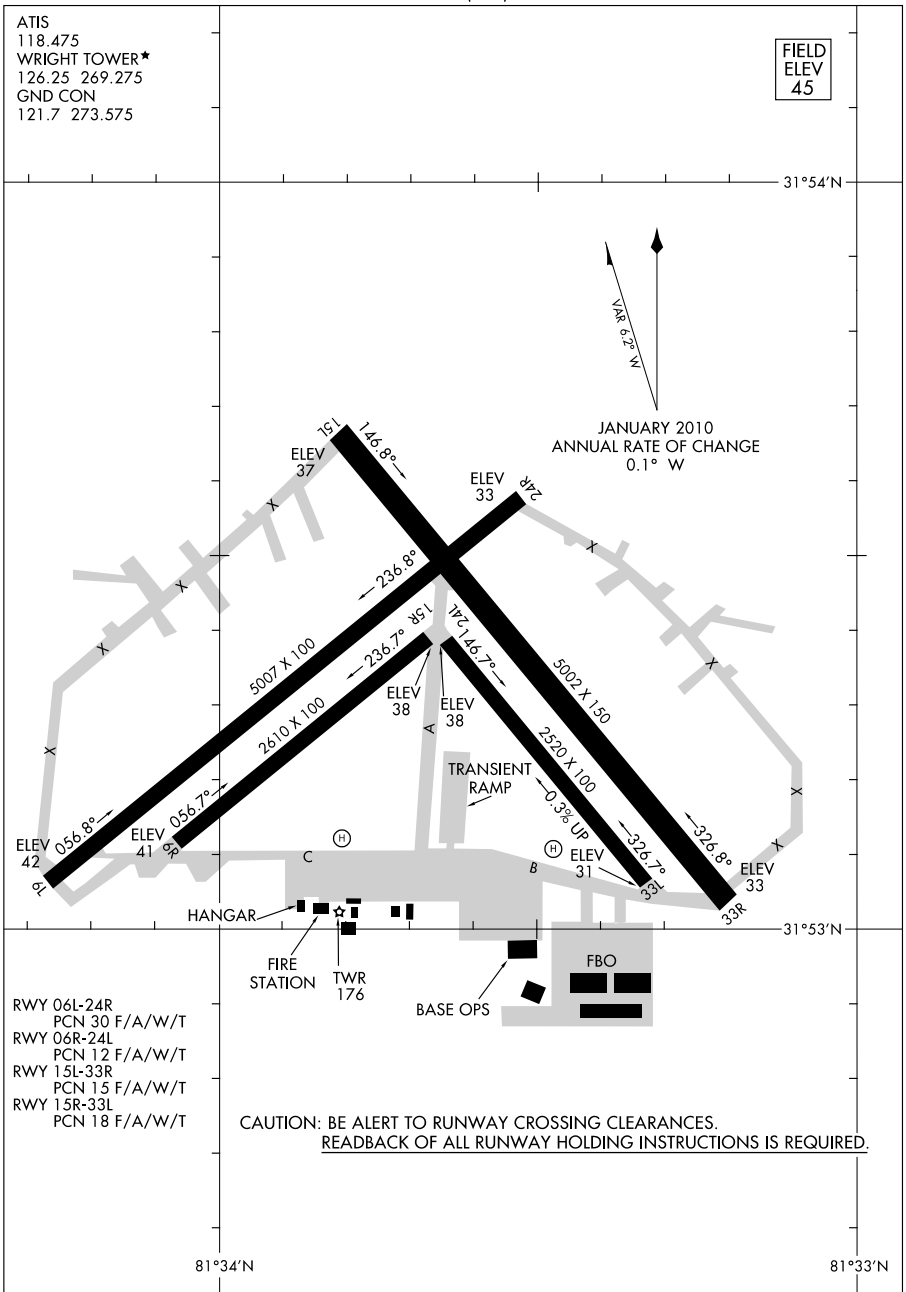 ATIS
118.475
WRIGHT TOWER★
126.25 269.275
GND CON
121.7 273.575
FIELD
ELEV
45
31°54'N
VAR 6.2° W
JANUARY 2010
ANNUAL RATE OF CHANGE
0.1° W
15L
146.8°
ELEV
37
ELEV
33
24R
X
X
X
X
236.8°
5007 X 100
15R
24L
236.7°
146.7°
ELEV
38
ELEV
38
2610 X 100
5002 X 150
2520 X 100
0.3% UP
X
X
X
X
A
TRANSIENT
RAMP
056.8°
056.7°
ELEV
42
6L
ELEV
41
6R
H
C
H
B
ELEV
31
326.7°
33L
326.8°
ELEV
33
33R
HANGAR
FIRE
STATION
TWR
176
BASE OPS
FBO
31°53'N
RWY 06L-24R
PCN 30 F/A/W/T
RWY 06R-24L
PCN 12 F/A/W/T
RWY 15L-33R
PCN 15 F/A/W/T
RWY 15R-33L
PCN 18 F/A/W/T
CAUTION: BE ALERT TO RUNWAY CROSSING CLEARANCES.
READBACK OF ALL RUNWAY HOLDING INSTRUCTIONS IS REQUIRED.
81°34'N
81°33'N